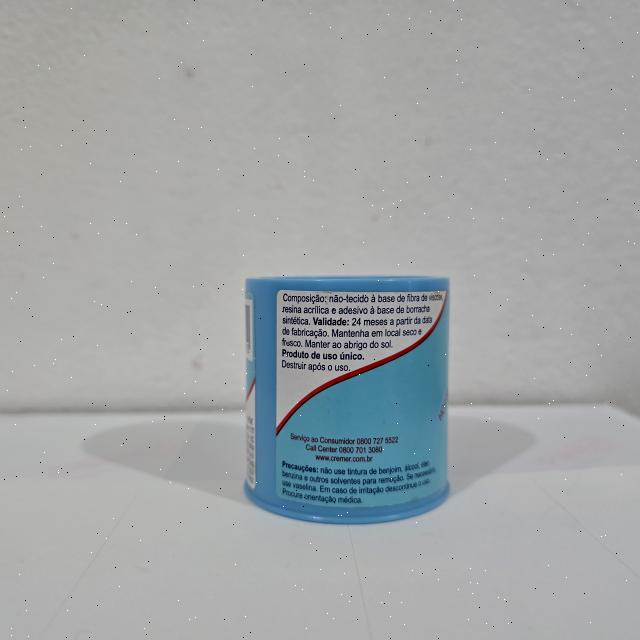 Composição: não-tecido à base de fibra de viscose,
resina acrílica e adesivo à base de borracha
sintética. Validade: 24 meses a partir da data
de fabricação. Mantenha em local seco e
fresco. Manter ao abrigo do sol.
Produto de uso único.
Destruir após o uso.
Serviço ao Consumidor 0800 727 5522
Call Center 0800 701 3080
www.cremer.com.br
Precauções: não use tintura de benjoim, álcool, éter,
benzina e outros solventes para remoção. Se necessário,
use vaselina. Em caso de irritação descontinue o uso.
Procure orientação médica.